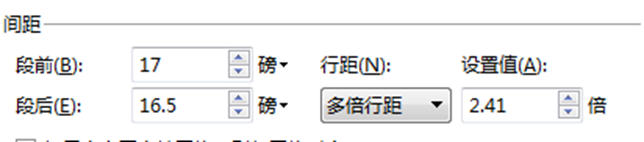 间距
段前(B): 17 磅 行距(N): 设置值(A):
段后(E): 16.5 磅 多倍行距 2.41 倍